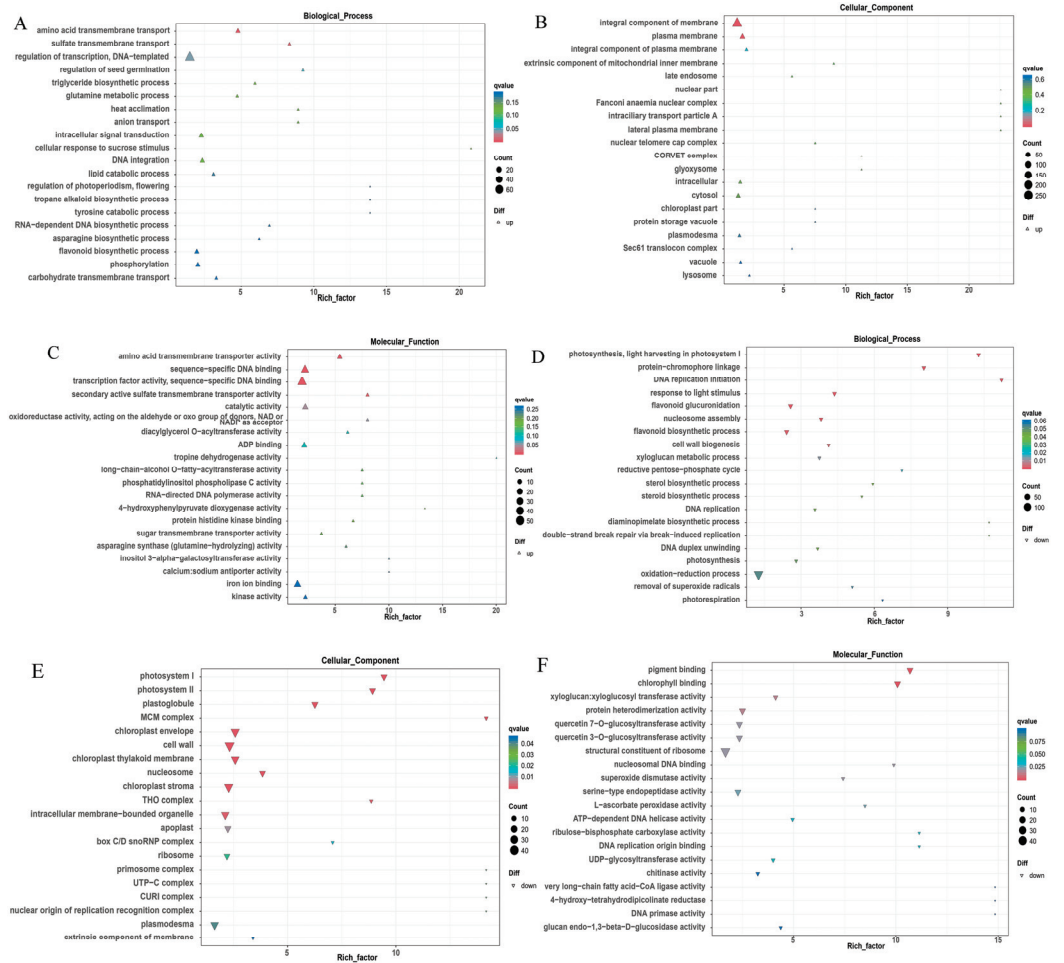 A
Biological_Process
amino acid transmembrane transport
sulfate transmembrane transport
regulation of transcription, DNA-templated
regulation of seed germination
triglyceride biosynthetic process
glutamine metabolic process
heat acclimation
anion transport
intracellular signal transduction
cellular response to sucrose stimulus
DNA integration
lipid catabolic process
regulation of photoperiodism, flowering
tropane alkaloid biosynthetic process
tyrosine catabolic process
RNA-dependent DNA biosynthetic process
asparagine biosynthetic process
flavonoid biosynthetic process
phosphorylation
carbohydrate transmembrane transport
5 10 15 20
Rich_factor
qvalue
0.15
0.10
0.05
Count
20
40
60
Diff
up
B
Cellular_Component
integral component of membrane
plasma membrane
integral component of plasma membrane
extrinsic component of mitochondrial inner membrane
late endosome
nuclear part
Fanconi anaemia nuclear complex
intraciliary transport particle A
lateral plasma membrane
nuclear telomere cap complex
CORVET complex
glyoxysome
intracellular
cytosol
chloroplast part
protein storage vacuole
plasmodesma
Sec61 translocon complex
vacuole
lysosome
5 10 15 20
Rich_factor
qvalue
0.6
0.4
0.2
Count
50
100
150
200
250
Diff
up
C
Molecular_Function
amino acid transmembrane transporter activity
sequence-specific DNA binding
transcription factor activity, sequence-specific DNA binding
secondary active sulfate transmembrane transporter activity
catalytic activity
oxidoreductase activity, acting on the aldehyde or oxo group of donors, NAD or
NADP as acceptor
diacylglycerol O-acyltransferase activity
ADP binding
tropine dehydrogenase activity
long-chain-alcohol O-fatty-acyltransferase activity
phosphatidylinositol phospholipase C activity
RNA-directed DNA polymerase activity
4-hydroxyphenylpyruvate dioxygenase activity
protein histidine kinase binding
sugar transmembrane transporter activity
asparagine synthase (glutamine-hydrolyzing) activity
inositol 3-alpha-galactosyltransferase activity
calcium:sodium antiporter activity
iron ion binding
kinase activity
5 10 15 20
Rich_factor
qvalue
0.25
0.20
0.15
0.10
0.05
Count
10
20
30
40
50
Diff
up
D
Biological_Process
photosynthesis, light harvesting in photosystem I
protein-chromophore linkage
DNA replication initiation
response to light stimulus
flavonoid glucuronidation
nucleosome assembly
flavonoid biosynthetic process
cell wall biogenesis
xyloglucan metabolic process
reductive pentose-phosphate cycle
sterol biosynthetic process
steroid biosynthetic process
DNA replication
diaminopimelate biosynthetic process
double-strand break repair via break-induced replication
DNA duplex unwinding
photosynthesis
oxidation-reduction process
removal of superoxide radicals
photorespiration
3 6 9
Rich_factor
qvalue
0.06
0.05
0.04
0.03
0.02
0.01
Count
50
100
Diff
down
E
Cellular_Component
photosystem I
photosystem II
plastoglobule
MCM complex
chloroplast envelope
cell wall
chloroplast thylakoid membrane
nucleosome
chloroplast stroma
THO complex
intracellular membrane-bounded organelle
apoplast
box C/D snoRNP complex
ribosome
primosome complex
UTP-C complex
CURI complex
nuclear origin of replication recognition complex
plasmodesma
extrinsic component of membrane
5 10
Rich_factor
qvalue
0.04
0.03
0.02
0.01
Count
10
20
30
40
Diff
down
F
Molecular_Function
pigment binding
chlorophyll binding
xyloglucan:xyloglucosyl transferase activity
protein heterodimerization activity
quercetin 7-O-glucosyltransferase activity
quercetin 3-O-glucosyltransferase activity
structural constituent of ribosome
nucleosomal DNA binding
superoxide dismutase activity
serine-type endopeptidase activity
L-ascorbate peroxidase activity
ATP-dependent DNA helicase activity
ribulose-bisphosphate carboxylase activity
DNA replication origin binding
UDP-glycosyltransferase activity
chitinase activity
very long-chain fatty acid-CoA ligase activity
4-hydroxy-tetrahydrodipicolinate reductase
DNA primase activity
glucan endo-1,3-beta-D-glucosidase activity
5 10 15
Rich_factor
qvalue
0.075
0.050
0.025
Count
10
20
30
40
Diff
down